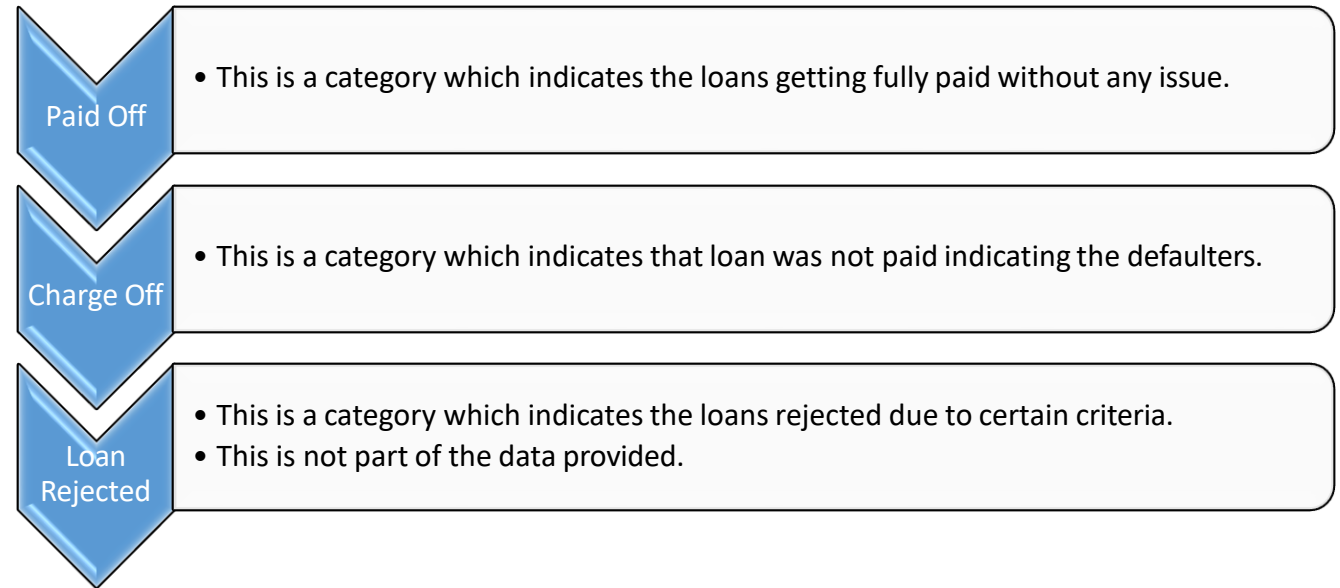 Paid Off
• This is a category which indicates the loans getting fully paid without any issue.
Charge Off
• This is a category which indicates that loan was not paid indicating the defaulters.
Loan
Rejected
• This is a category which indicates the loans rejected due to certain criteria.
• This is not part of the data provided.